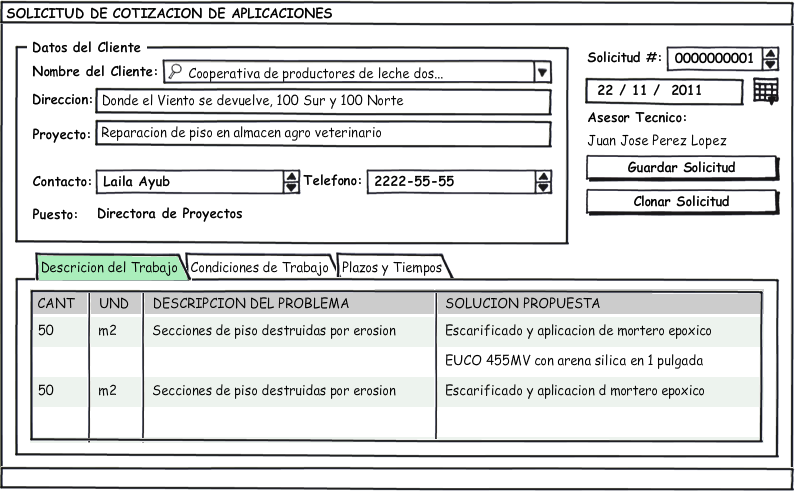 SOLICITUD DE COTIZACION DE APLICACIONES
Datos del Cliente
Nombre del Cliente: Cooperativa de productores de leche dos...
Direccion: Donde el Viento se devuelve, 100 Sur y 100 Norte
Proyecto: Reparacion de piso en almacen agro veterinario
Contacto: Laila Ayub Telefono: 2222-55-55
Puesto: Directora de Proyectos
Solicitud #: 0000000001
22 / 11 / 2011
Asesor Tecnico:
Juan Jose Perez Lopez
Guardar Solicitud
Clonar Solicitud
Descricion del Trabajo Condiciones de Trabajo Plazos y Tiempos
CANT UND DESCRIPCION DEL PROBLEMA SOLUCION PROPUESTA
50 m2 Secciones de piso destruidas por erosion Escarificado y aplicacion de mortero epoxico
EUCO 455MV con arena silica en 1 pulgada
50 m2 Secciones de piso destruidas por erosion Escarificado y aplicacion d mortero epoxico